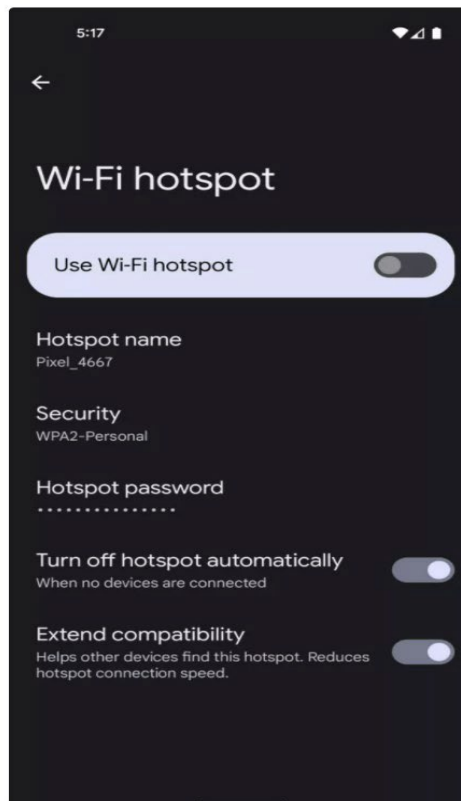 5:17
Wi-Fi hotspot
Use Wi-Fi hotspot
Hotspot name
Pixel_4667
Security
WPA2-Personal
Hotspot password
•••••••••••••••
Turn off hotspot automatically
When no devices are connected
Extend compatibility
Helps other devices find this hotspot. Reduces
hotspot connection speed.